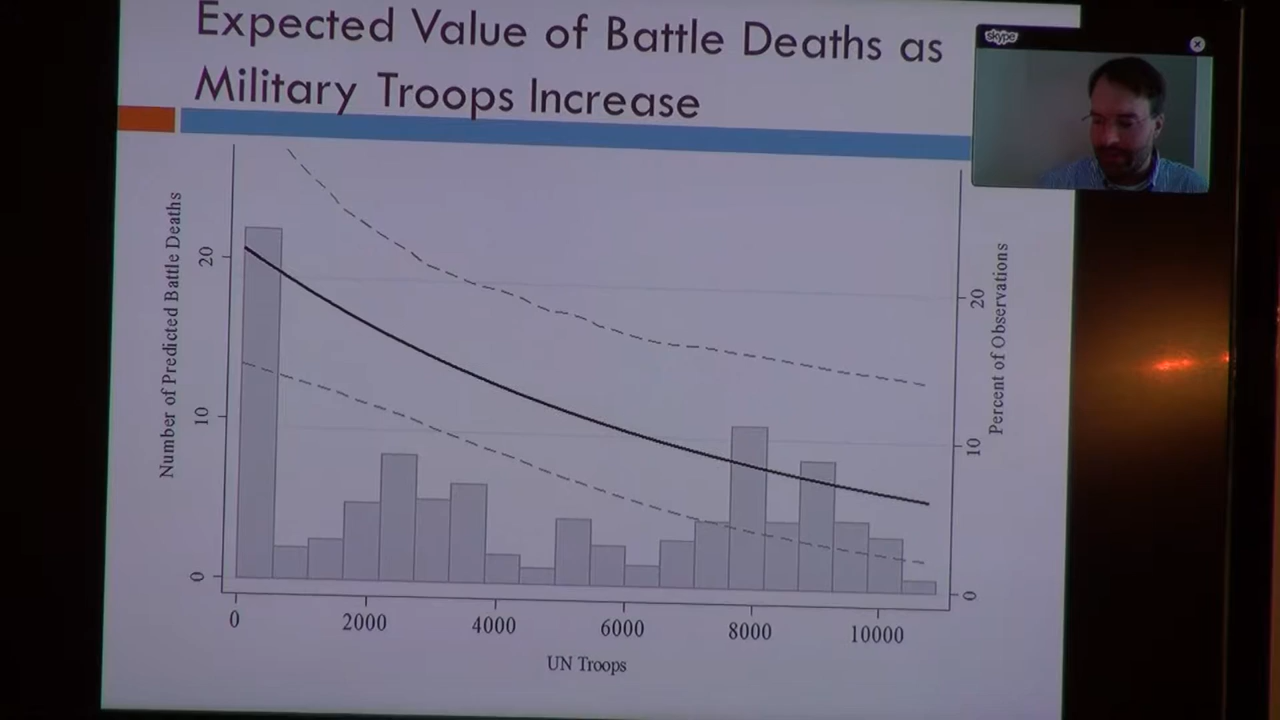 Expected Value of Battle Deaths as
Military Troops Increase
skype
Number of Predicted Battle Deaths
20
10
0
Percent of Observations
20
10
0
0 2000 4000 6000 8000 10000
UN Troops